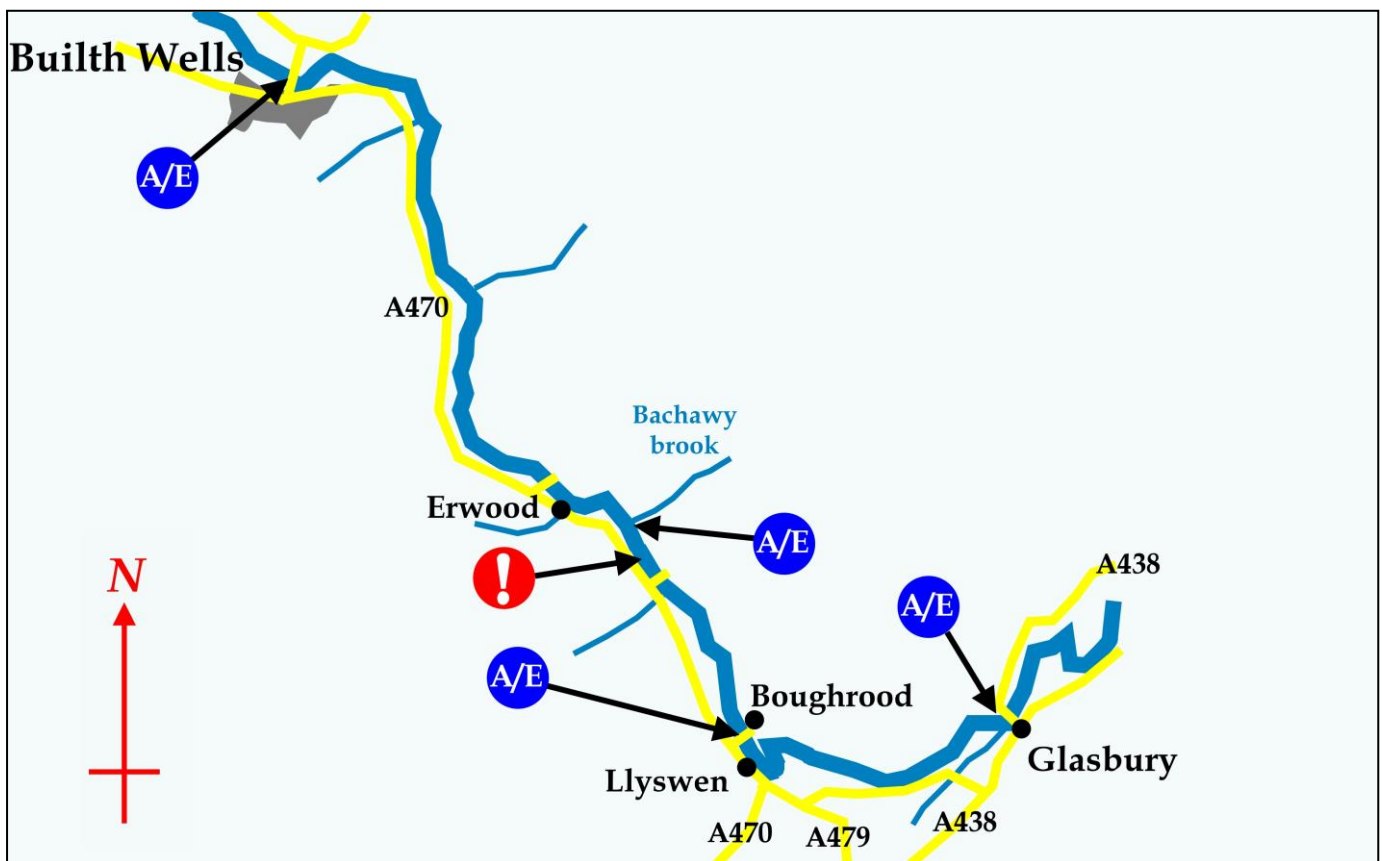 Builth Wells
A/E
A470
Bachawy
brook
Erwood
A/E
!
N
A438
A/E
A/E
Boughrood
Glasbury
Llyswen
A470
A479
A438